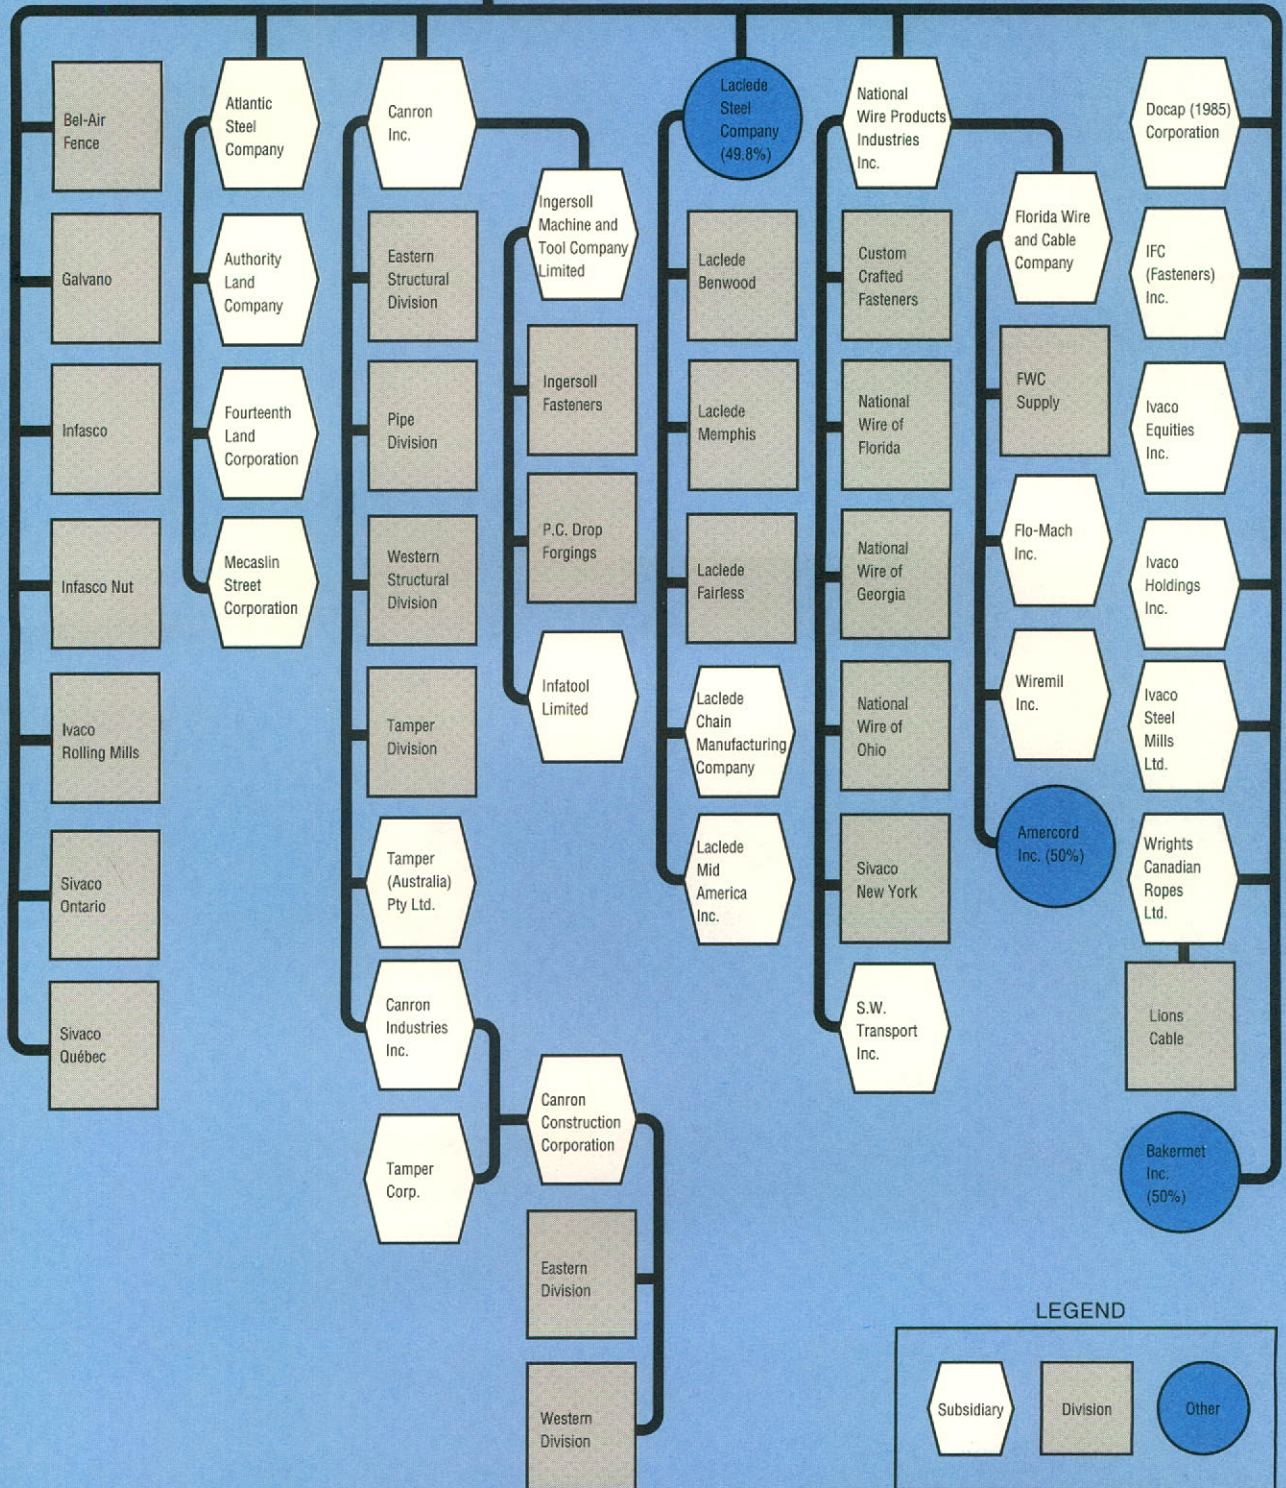 Bel-Air
Fence
Galvano
Infasco
Infasco Nut
Ivaco
Rolling Mills
Sivaco
Ontario
Sivaco
Québec
Atlantic
Steel
Company
Authority
Land
Company
Fourteenth
Land
Corporation
Mecaslin
Street
Corporation
Canron
Inc.
Eastern
Structural
Division
Pipe
Division
Western
Structural
Division
Tamper
Division
Tamper
(Australia)
Pty Ltd.
Canron
Industries
Inc.
Tamper
Corp.
Ingersoll
Machine and
Tool Company
Limited
Ingersoll
Fasteners
P.C. Drop
Forgings
Infatool
Limited
Canron
Construction
Corporation
Eastern
Division
Western
Division
Laclede
Steel
Company
(49.8%)
Laclede
Benwood
Laclede
Memphis
Laclede
Fairless
Laclede
Chain
Manufacturing
Company
Laclede
Mid
America
Inc.
National
Wire Products
Industries
Inc.
Custom
Crafted
Fasteners
National
Wire of
Florida
National
Wire of
Georgia
National
Wire of
Ohio
Sivaco
New York
S.W.
Transport
Inc.
Florida Wire
and Cable
Company
FWC
Supply
Flo-Mach
Inc.
Wiremil
Inc.
Amercord
Inc. (50%)
Docap (1985)
Corporation
IFC
(Fasteners)
Inc.
Ivaco
Equities
Inc.
Ivaco
Holdings
Inc.
Ivaco
Steel
Mills
Ltd.
Wrights
Canadian
Ropes
Ltd.
Lions
Cable
Bakermet
Inc.
(50%)
LEGEND
Subsidiary
Division
Other